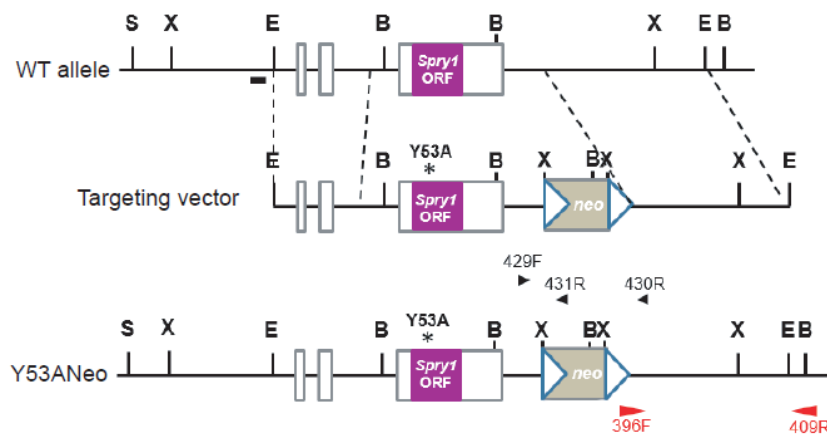 S X E B B X E B
WT allele
Spry1
ORF
E B Y53A B X B X X E
*
Targeting vector
Spry1
ORF
neo
429F
431R 430R
S X E B Y53A B X B X X E B
*
Y53ANeo
Spry1
ORF
neo
396F 409R